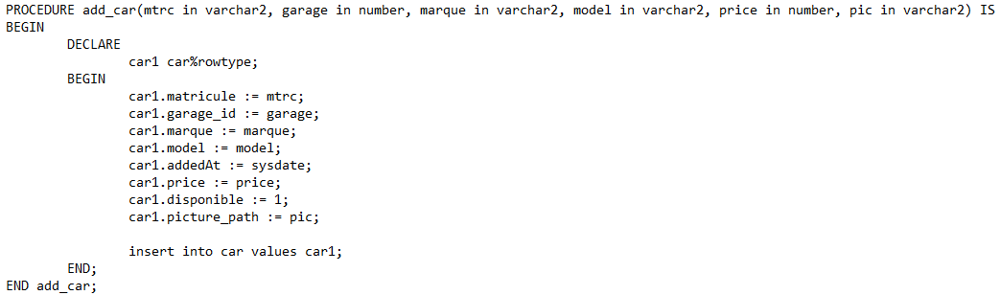 PROCEDURE add_car(mtrc in varchar2, garage in number, marque in varchar2, model in varchar2, price in number, pic in varchar2) IS
BEGIN
        DECLARE
                car1 car%rowtype;
        BEGIN
                car1.matricule := mtrc;
                car1.garage_id := garage;
                car1.marque := marque;
                car1.model := model;
                car1.addedAt := sysdate;
                car1.price := price;
                car1.disponible := 1;
                car1.picture_path := pic;

                insert into car values car1;
        END;
END add_car;